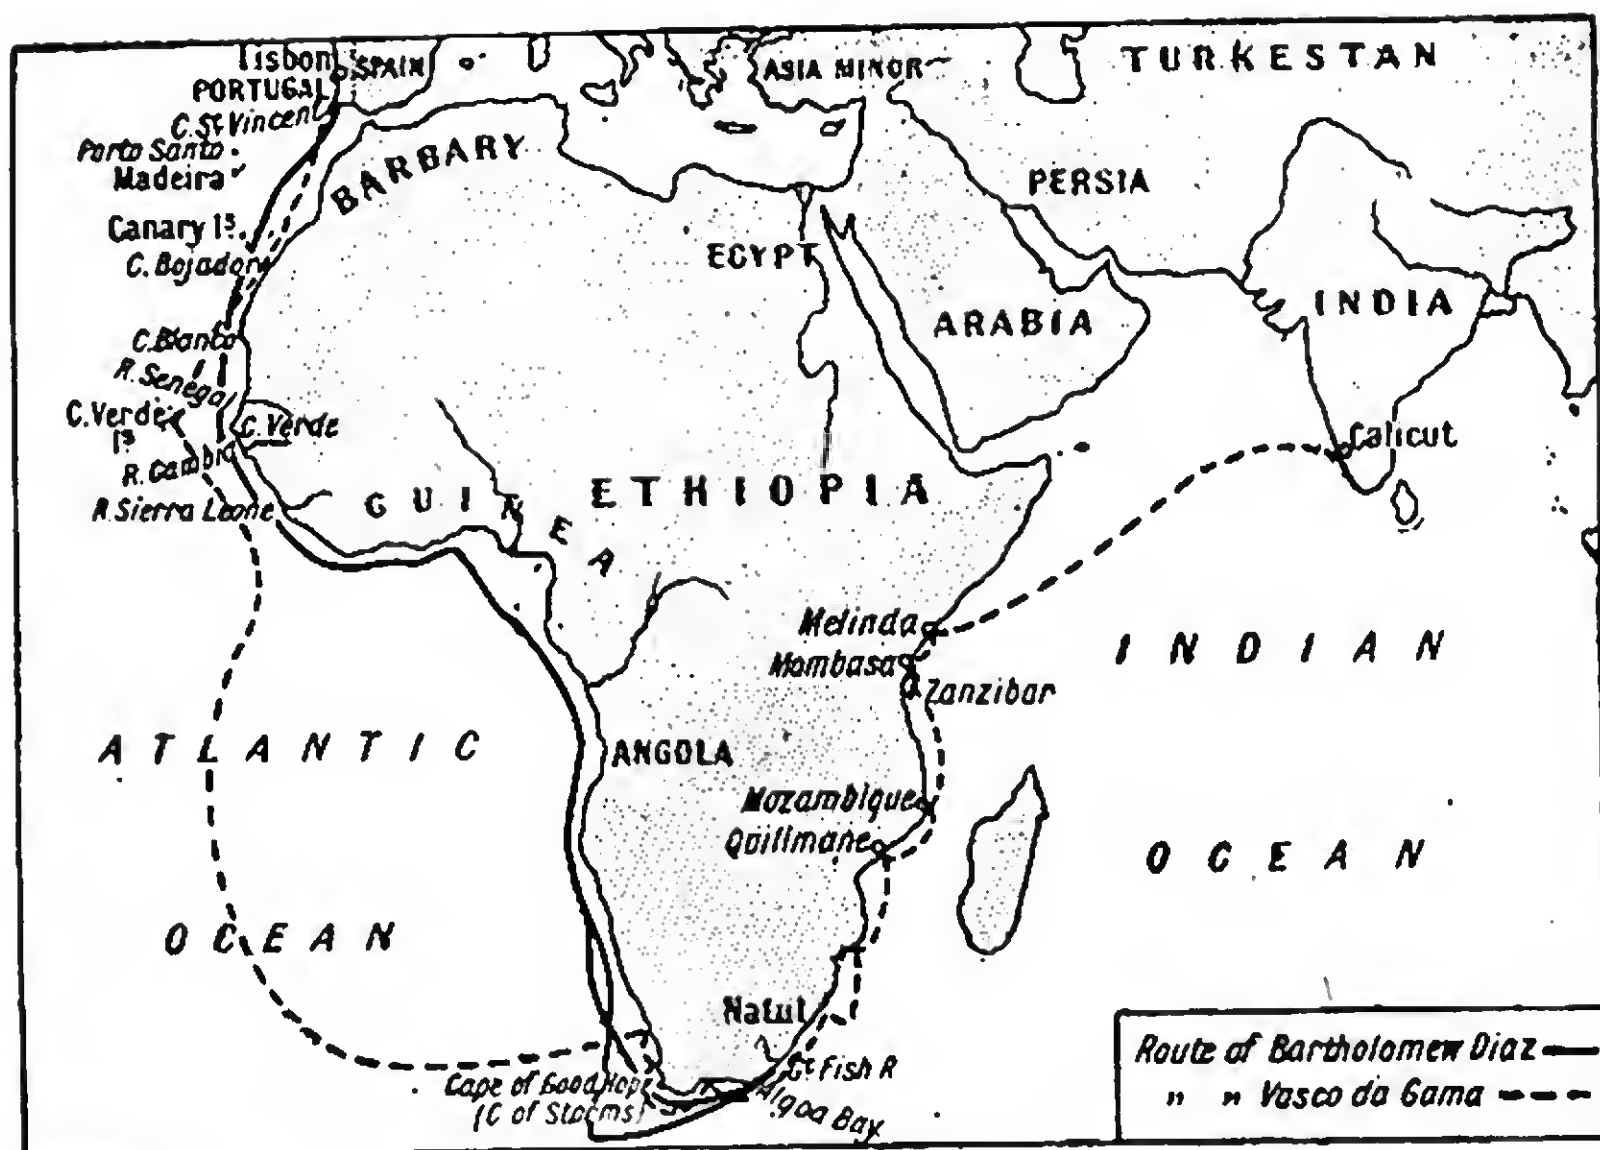 Lisbon
SPAIN
PORTUGAL
C. St Vincent
Porto Santo
Madeira
Canary Is.
C. Bojador
C. Blanco
R. Senegal
C. Verde
Is
C. Verde
R. Gambia
R. Sierra Leone
BARBARY
EGYPT
GUINEA
ETHIOPIA
ASIA MINOR
TURKESTAN
PERSIA
ARABIA
INDIA
Calicut
Melinda
Mombasa
Zanzibar
ANGOLA
Mozambique
Quillmane
Natul
Gt Fish R
Algoa Bay
Cape of Good Hope
(C of Storms)
ATLANTIC
OCEAN
INDIAN
OCEAN
Route of Bartholomew Diaz
" " Vasco da Gama